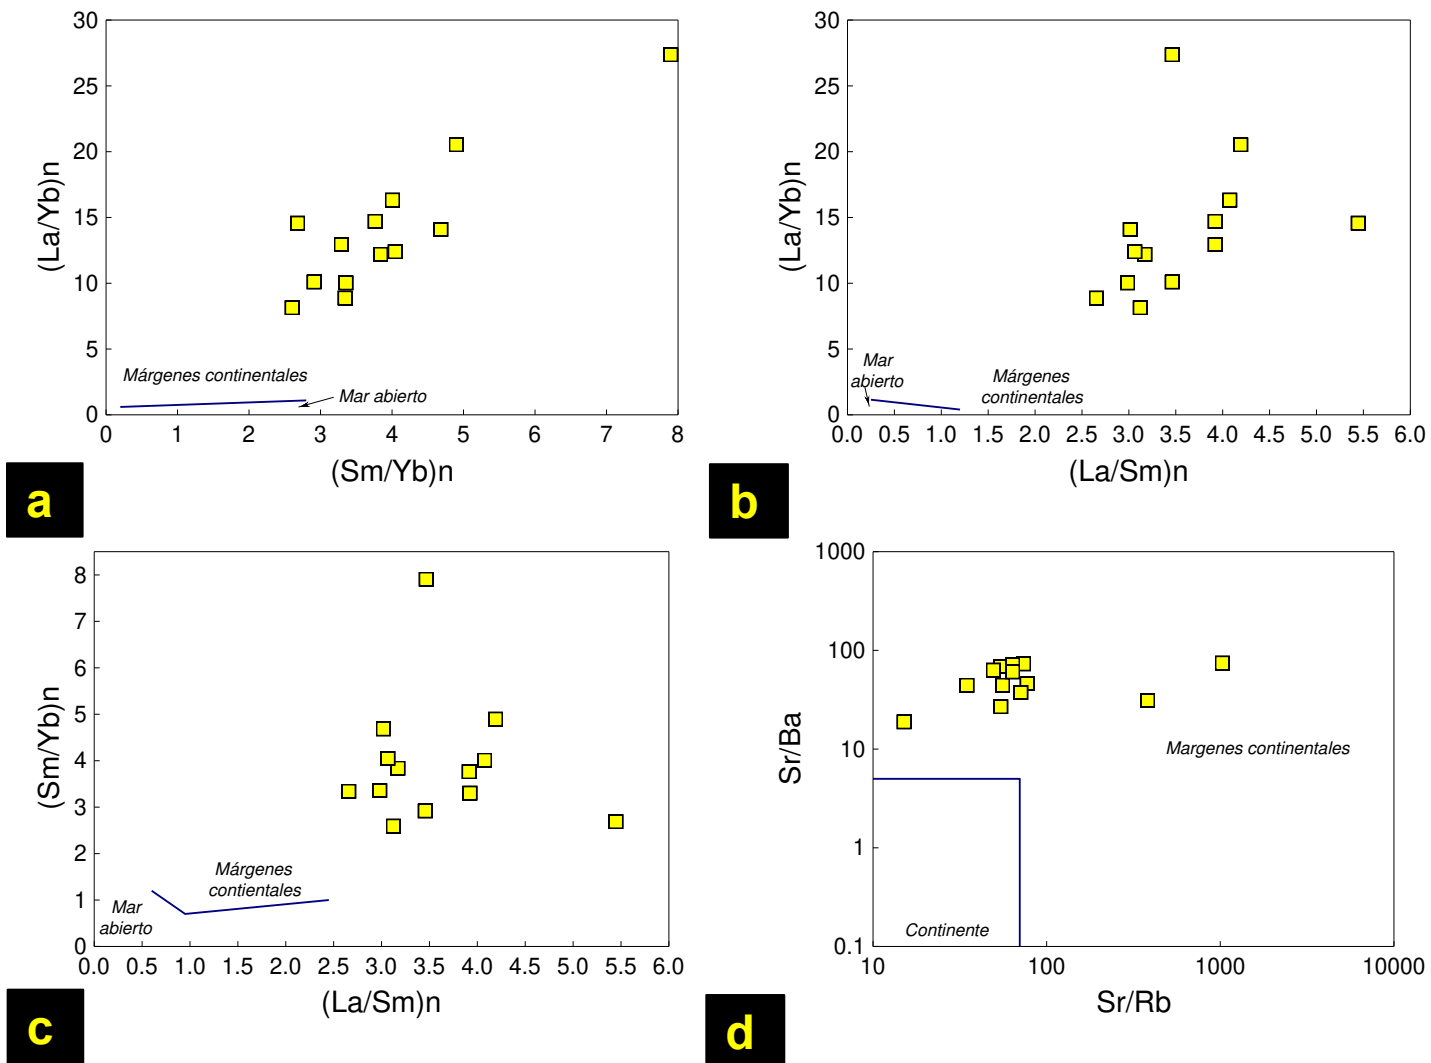 30
25
20
15
10
5
0
(La/Yb)n
Márgenes continentales
Mar abierto
0 1 2 3 4 5 6 7 8
(Sm/Yb)n
a
30
25
20
15
10
5
0
(La/Yb)n
Mar
abierto
Márgenes
continentales
0.0 0.5 1.0 1.5 2.0 2.5 3.0 3.5 4.0 4.5 5.0 5.5 6.0
(La/Sm)n
b
8
7
6
5
4
3
2
1
0
(Sm/Yb)n
Márgenes
contientales
Mar
abierto
0.0 0.5 1.0 1.5 2.0 2.5 3.0 3.5 4.0 4.5 5.0 5.5 6.0
(La/Sm)n
c
1000
100
10
1
0.1
Sr/Ba
Margenes continentales
Continente
10 100 1000 10000
Sr/Rb
d